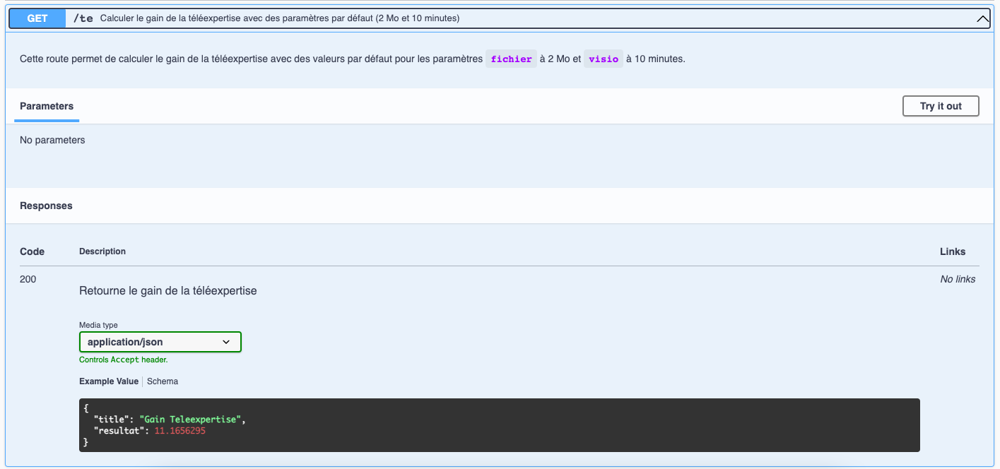 GET /te Calculer le gain de la téléexpertise avec des paramètres par défaut (2 Mo et 10 minutes)
Cette route permet de calculer le gain de la téléexpertise avec des valeurs par défaut pour les paramètres fichier à 2 Mo et visio à 10 minutes.
Parameters Try it out
No parameters
Responses
Code Description Links
200 No links
Retourne le gain de la téléexpertise
Media type
application/json
Controls Accept header.
Example Value Schema
{
"title": "Gain Teleexpertise",
"resultat": 11.1656295
}